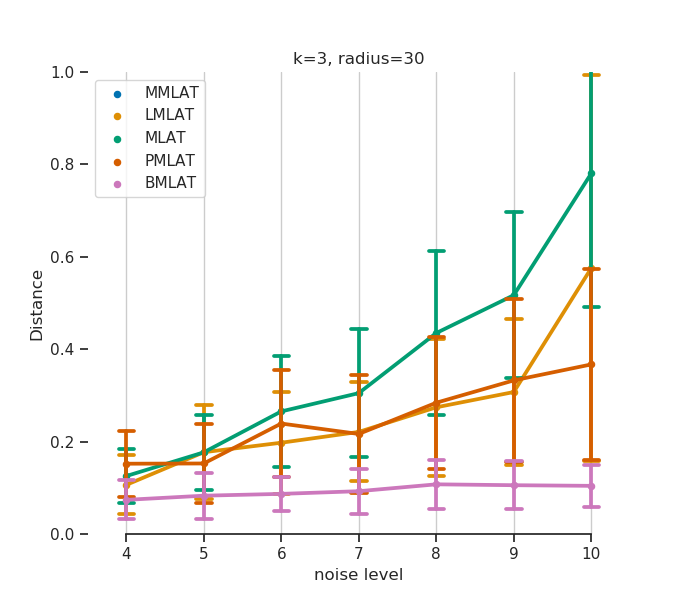 k=3, radius=30
MMLAT
LMLAT
MLAT
PMLAT
BMLAT
1.0
0.8
0.6
0.4
0.2
0.0
Distance
4 5 6 7 8 9 10
noise level